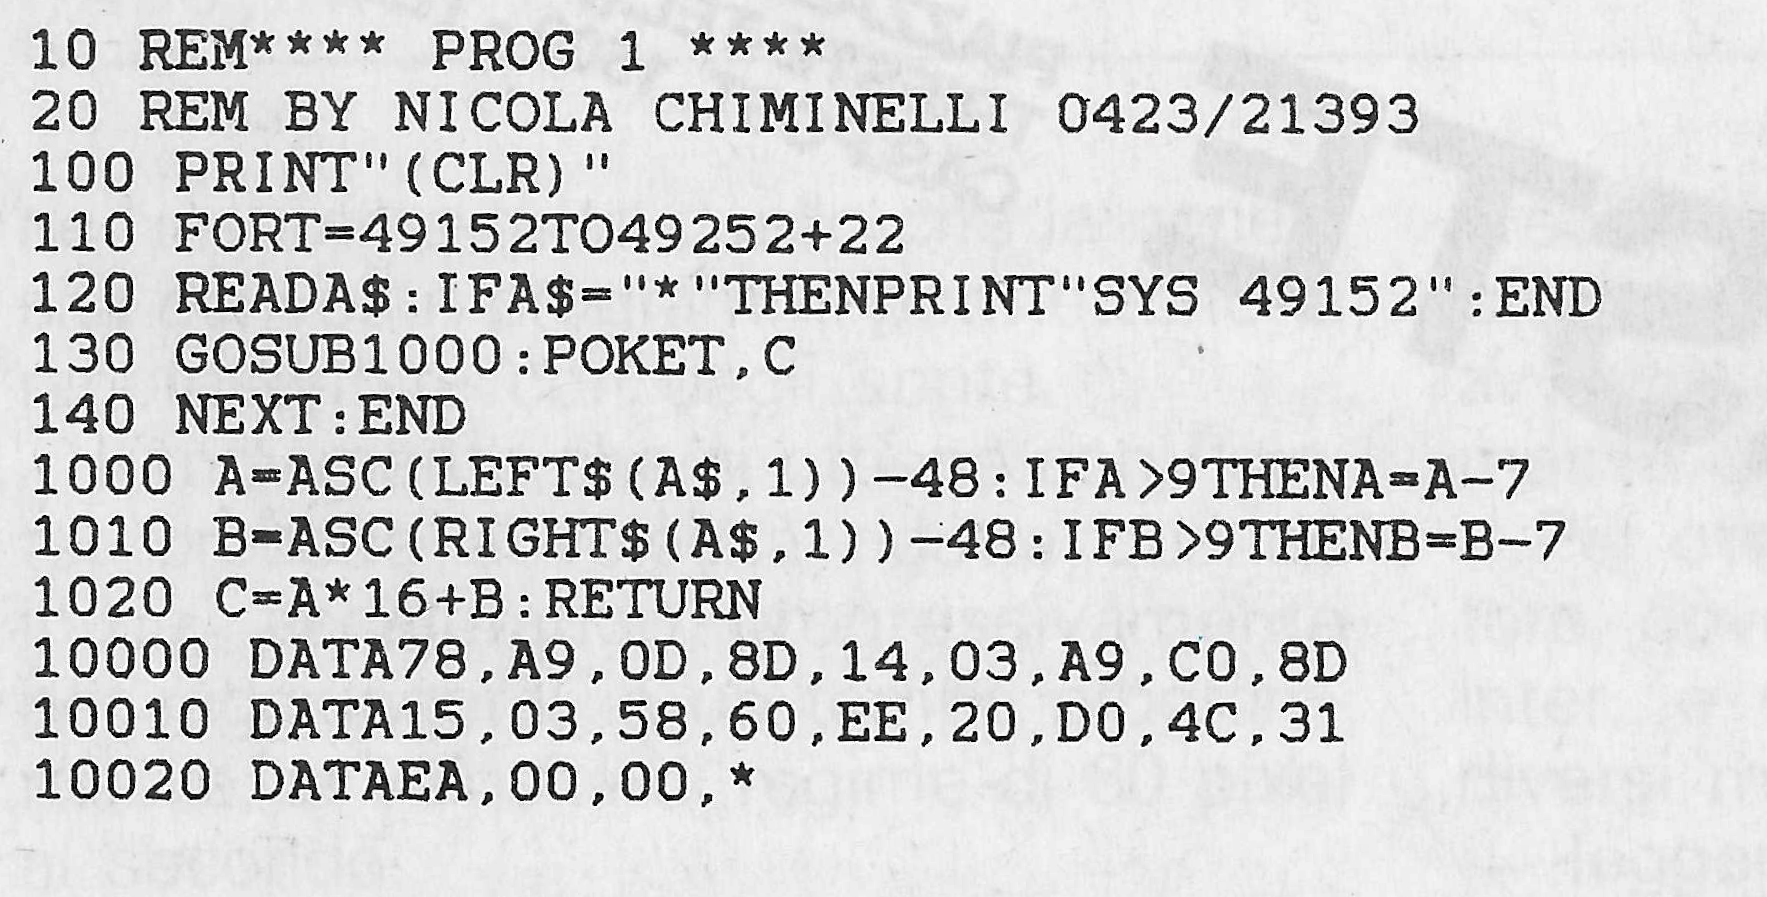 10 REM**** PROG 1 ****
20 REM BY NICOLA CHIMINELLI 0423/21393
100 PRINT"(CLR)"
110 FORT=49152TO49252+22
120 READA$:IFA$="*"THENPRINT"SYS 49152":END
130 GOSUB1000:POKET,C
140 NEXT:END
1000 A=ASC(LEFT$(A$,1))-48:IFA>9THENA=A-7
1010 B=ASC(RIGHT$(A$,1))-48:IFB>9THENB=B-7
1020 C=A*16+B:RETURN
10000 DATA78,A9,0D,8D,14,03,A9,C0,8D
10010 DATA15,03,58,60,EE,20,D0,4C,31
10020 DATAEA,00,00,*